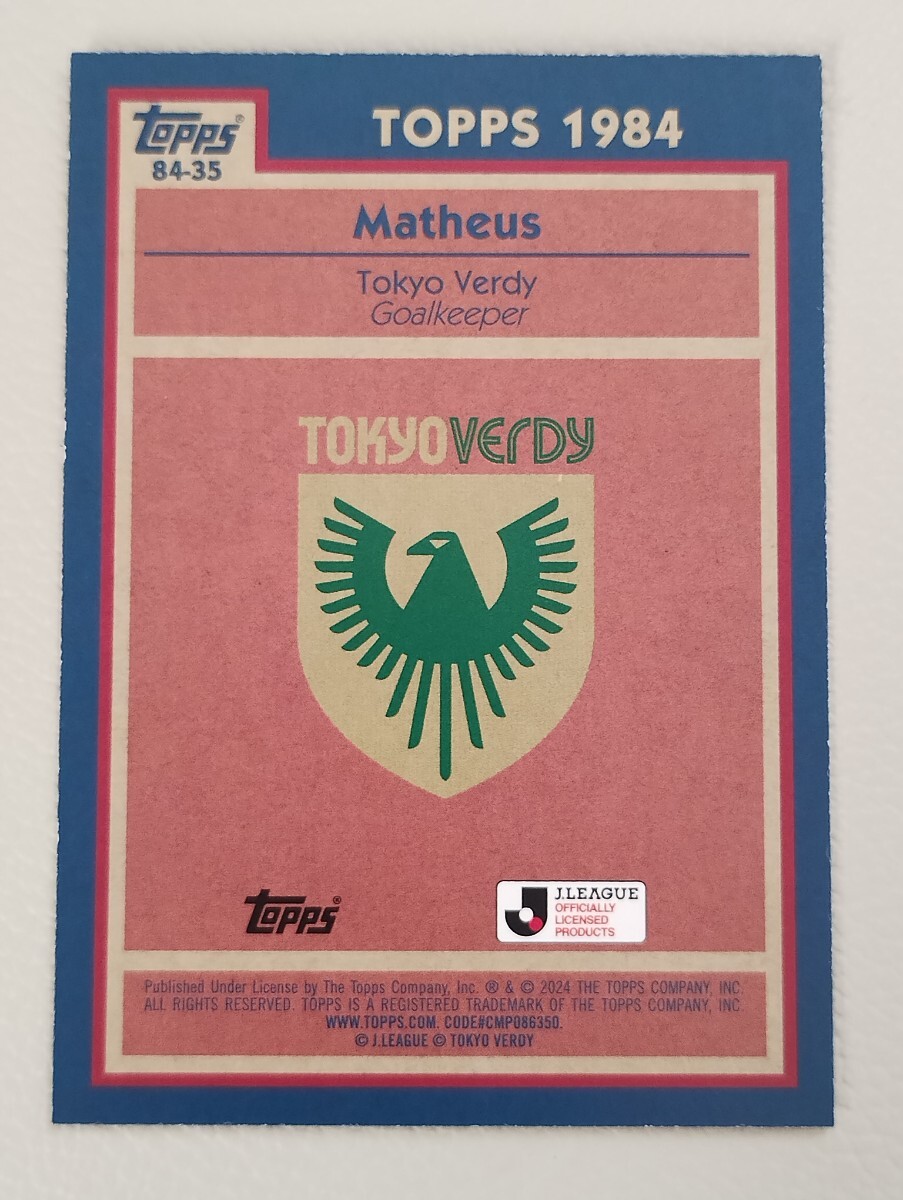 Topps®
84-35
TOPPS 1984
Matheus
Tokyo Verdy
Goalkeeper
TOKYO VERDY
Topps®
J.LEAGUE
OFFICIALLY
LICENSED
PRODUCTS
Published Under License by The Topps Company, Inc. ® & © 2024 THE TOPPS COMPANY, INC.
ALL RIGHTS RESERVED. TOPPS IS A REGISTERED TRADEMARK OF THE TOPPS COMPANY, INC.
WWW.TOPPS.COM. CODE#CMP086350.
© J.LEAGUE © TOKYO VERDY